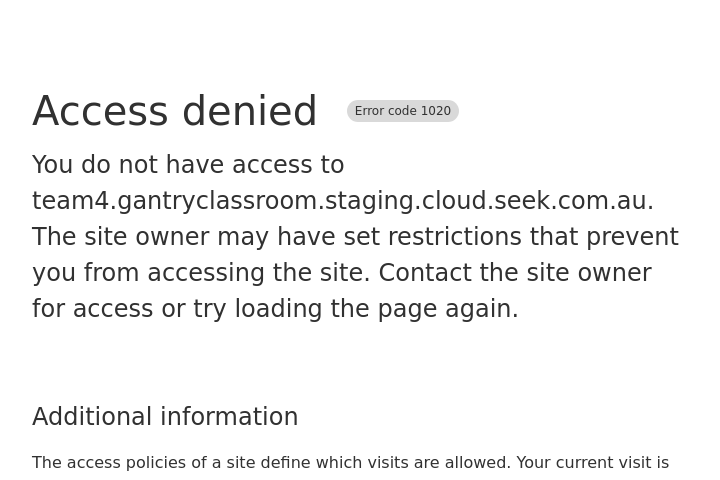 Access denied Error code 1020
You do not have access to
team4.gantryclassroom.staging.cloud.seek.com.au.
The site owner may have set restrictions that prevent
you from accessing the site. Contact the site owner
for access or try loading the page again.
Additional information
The access policies of a site define which visits are allowed. Your current visit is